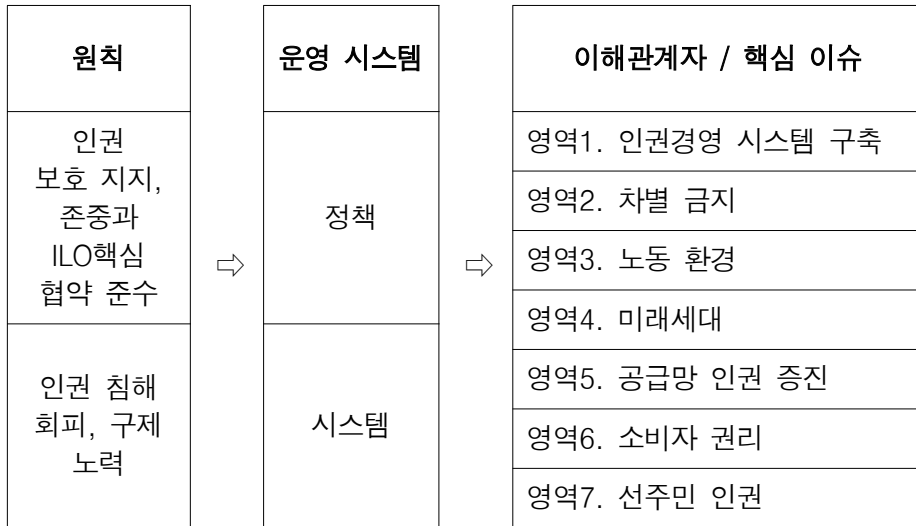 원칙
인권
보호 지지,
존중과
ILO핵심
협약 준수
인권 침해
회피, 구제
노력
⇨
운영 시스템
정책
시스템
⇨
이해관계자 / 핵심 이슈
영역1. 인권경영 시스템 구축
영역2. 차별 금지
영역3. 노동 환경
영역4. 미래세대
영역5. 공급망 인권 증진
영역6. 소비자 권리
영역7. 선주민 인권